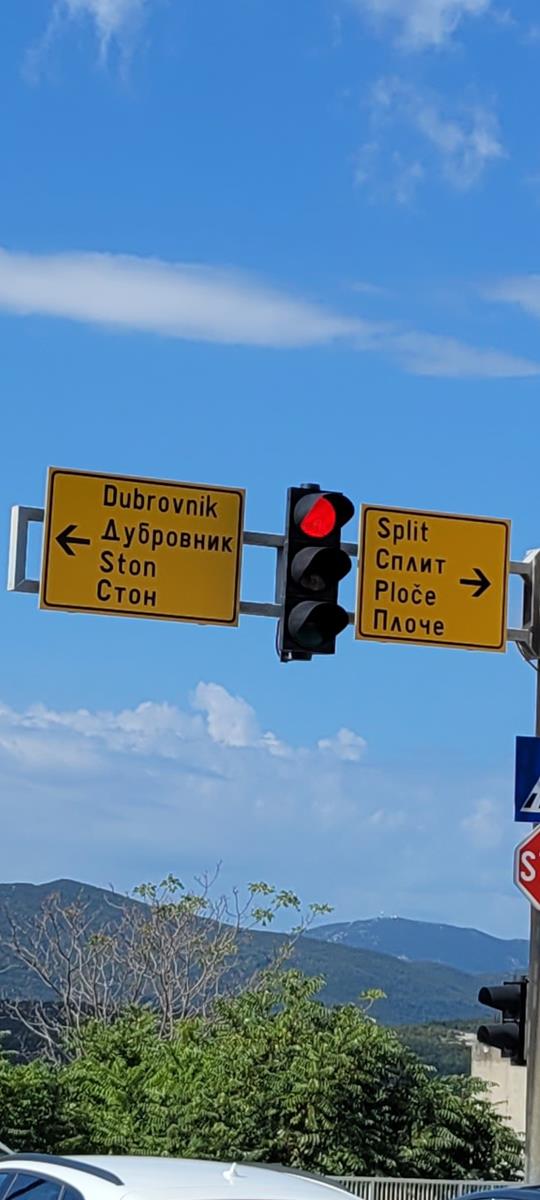 Dubrovnik
Дубровник
Ston
Стон
Split
Сплит
Ploče
Плоче